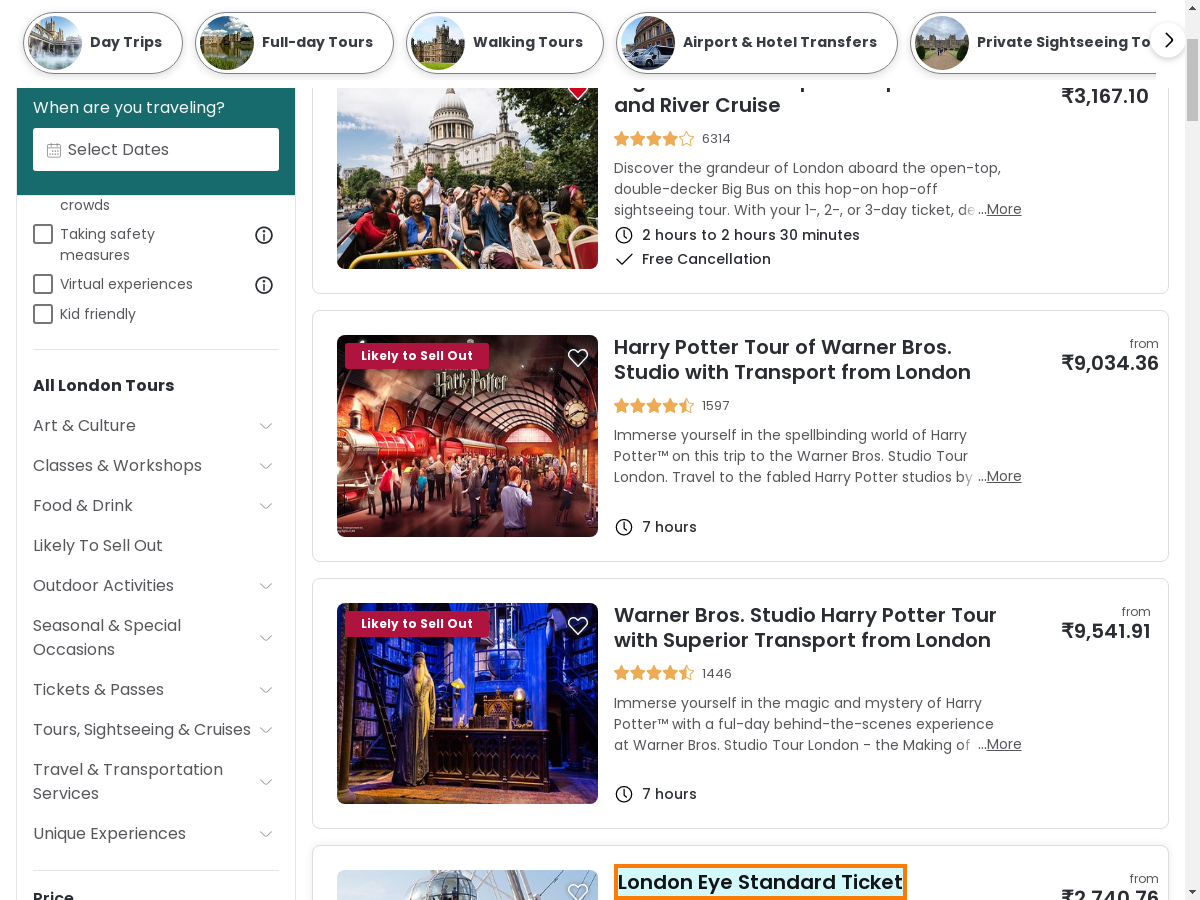 Day Trips
Full-day Tours
Walking Tours
Airport & Hotel Transfers
Private Sightseeing To
When are you traveling?
Select Dates
crowds
Taking safety
measures
Virtual experiences
Kid friendly
All London Tours
Art & Culture
Classes & Workshops
Food & Drink
Likely To Sell Out
Outdoor Activities
Seasonal & Special
Occasions
Tickets & Passes
Tours, Sightseeing & Cruises
Travel & Transportation
Services
Unique Experiences
Price
and River Cruise
₹3,167.10
6314
Discover the grandeur of London aboard the open-top,
double-decker Big Bus on this hop-on hop-off
sightseeing tour. With your 1-, 2-, or 3-day ticket, de ...More
2 hours to 2 hours 30 minutes
Free Cancellation
Likely to Sell Out
Harry Potter
Harry Potter Tour of Warner Bros.
Studio with Transport from London
from
₹9,034.36
1597
Immerse yourself in the spellbinding world of Harry
Potter™ on this trip to the Warner Bros. Studio Tour
London. Travel to the fabled Harry Potter studios by ...More
7 hours
Likely to Sell Out
Warner Bros. Studio Harry Potter Tour
with Superior Transport from London
from
₹9,541.91
1446
Immerse yourself in the magic and mystery of Harry
Potter™ with a ful-day behind-the-scenes experience
at Warner Bros. Studio Tour London - the Making of ...More
7 hours
London Eye Standard Ticket
from
₹2,740.76